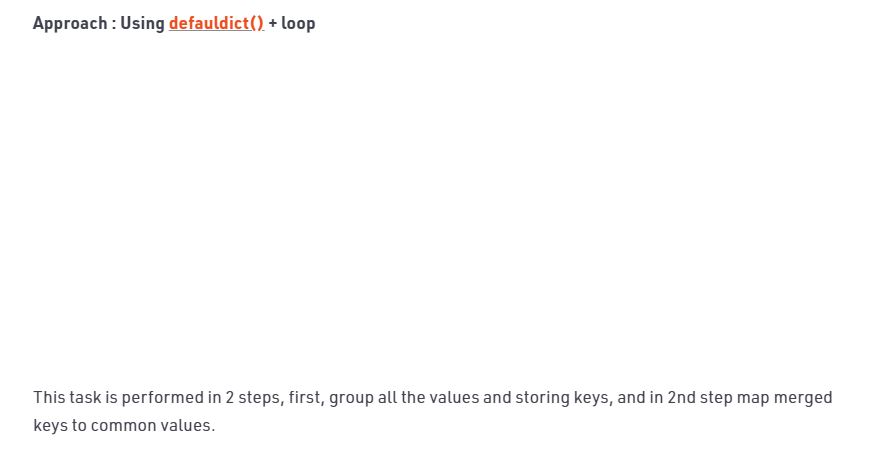 Approach : Using defauldict() + loop
This task is performed in 2 steps, first, group all the values and storing keys, and in 2nd step map merged
keys to common values.